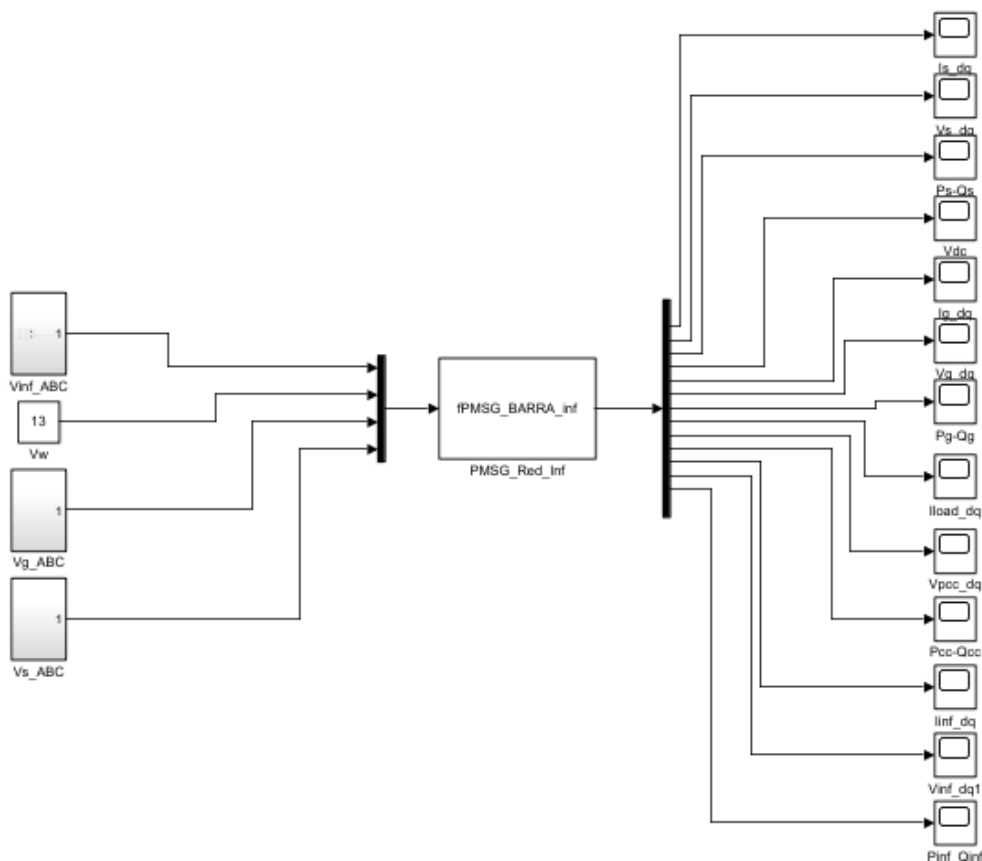 Is_dq
Vs_dq
Ps-Qs
Vdc
Ig_dq
Vg_dq
Pg-Qg
Iload_dq
Vpcc_dq
Pcc-Qcc
Iinf_dq
Vinf_dq1
Pinf_Qinf
1
Vinf_ABC
13
Vw
1
Vg_ABC
1
Vs_ABC
fPMSG_BARRA_inf
PMSG_Red_Inf